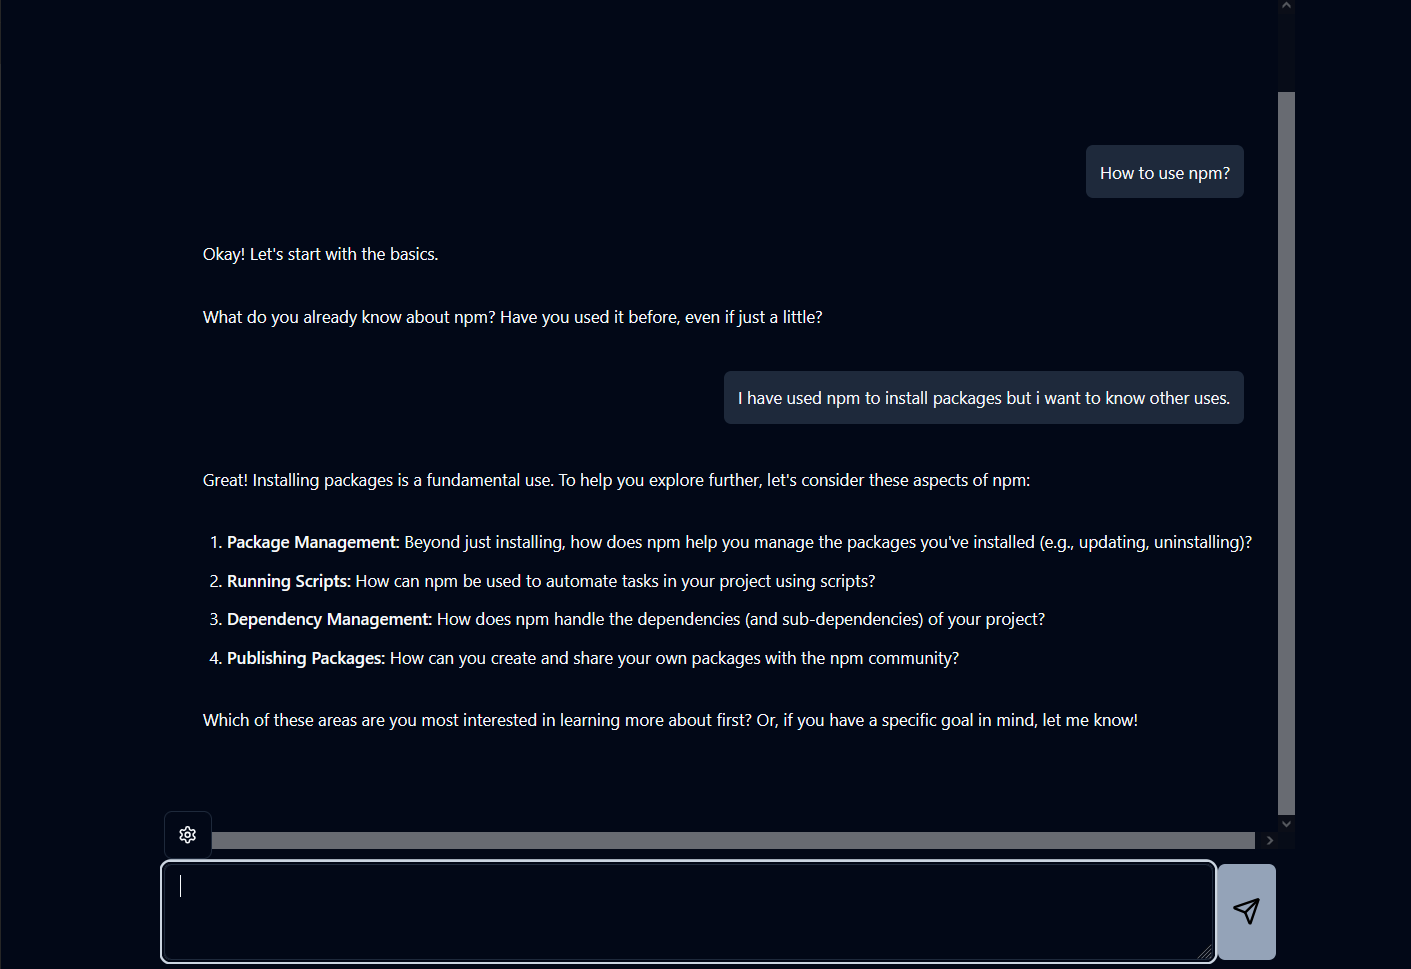 How to use npm?
Okay! Let's start with the basics.
What do you already know about npm? Have you used it before, even if just a little?
I have used npm to install packages but i want to know other uses.
Great! Installing packages is a fundamental use. To help you explore further, let's consider these aspects of npm:
1. Package Management: Beyond just installing, how does npm help you manage the packages you've installed (e.g., updating, uninstalling)?
2. Running Scripts: How can npm be used to automate tasks in your project using scripts?
3. Dependency Management: How does npm handle the dependencies (and sub-dependencies) of your project?
4. Publishing Packages: How can you create and share your own packages with the npm community?
Which of these areas are you most interested in learning more about first? Or, if you have a specific goal in mind, let me know!